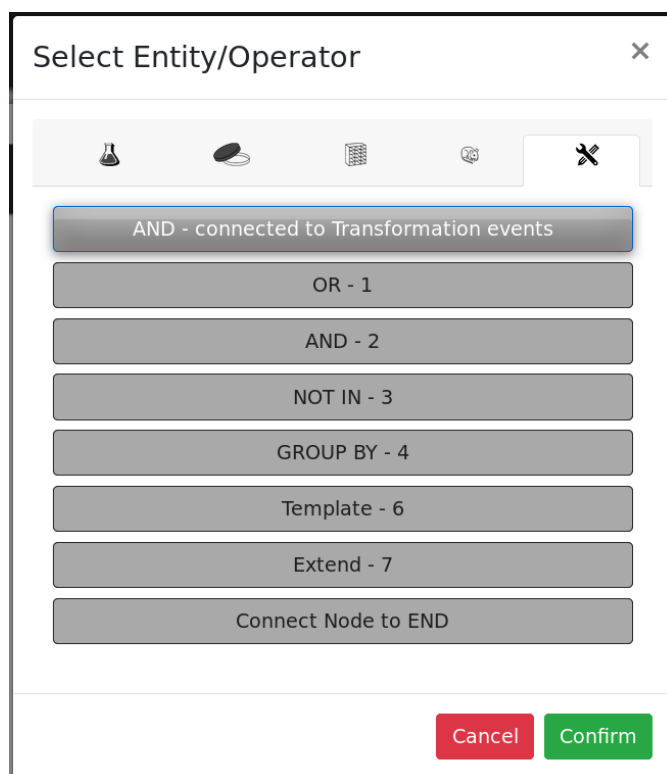 Select Entity/Operator
×
AND - connected to Transformation events
OR - 1
AND - 2
NOT IN - 3
GROUP BY - 4
Template - 6
Extend - 7
Connect Node to END
Cancel Confirm